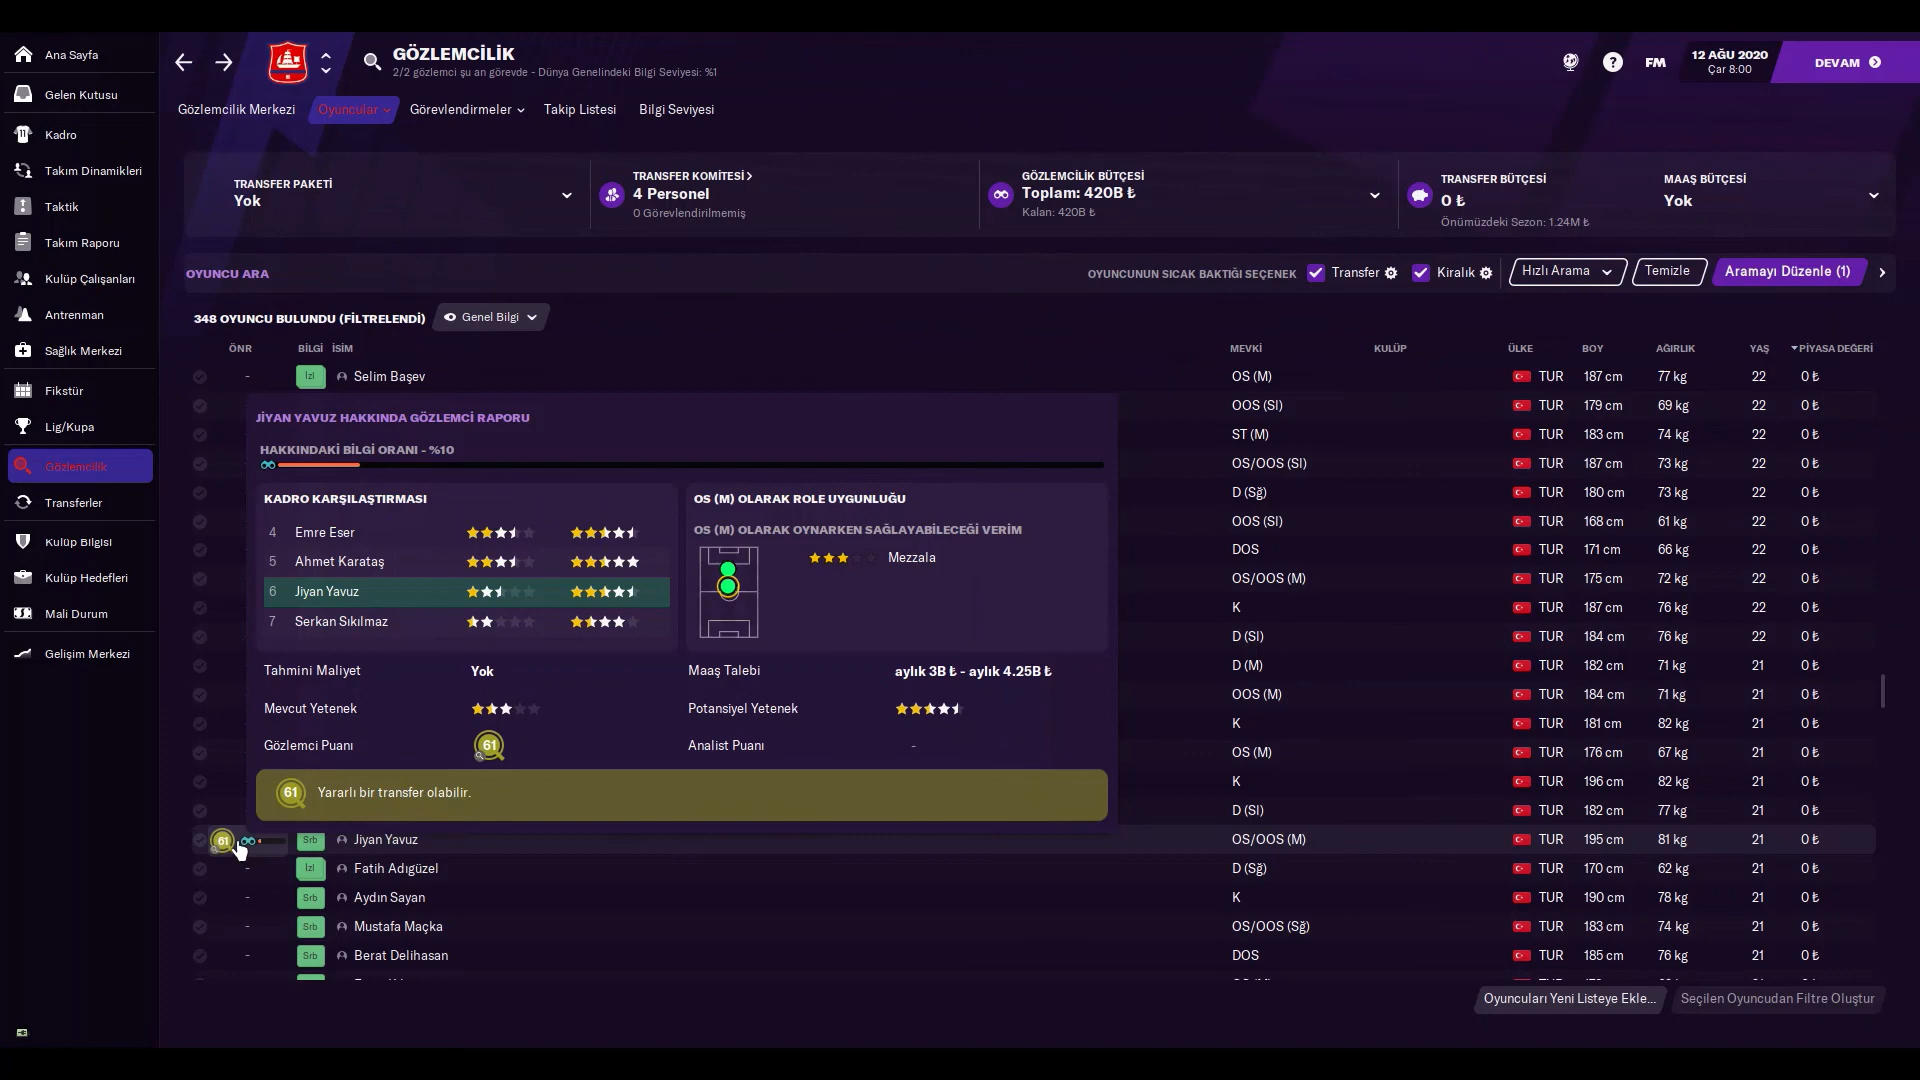 Ana Sayfa
Gelen Kutusu
Kadro
Takım Dinamikleri
Taktik
Takım Raporu
Kulüp Çalışanları
Antrenman
Sağlık Merkezi
Fikstür
Lig/Kupa
Gözlemcilik
Transferler
Kulüp Bilgisi
Kulüp Hedefleri
Mali Durum
Gelişim Merkezi
GÖZLEMCİLİK
2/2 gözlemci şu an görevde - Dünya Genelindeki Bilgi Seviyesi: %1
FM
12 AĞU 2020
Çar 8:00
DEVAM
Gözlemcilik Merkezi Oyuncular Görevlendirmeler Takip Listesi Bilgi Seviyesi
TRANSFER PAKETİ
Yok
TRANSFER KOMİTESİ
4 Personel
0 Görevlendirilmemiş
GÖZLEMCİLİK BÜTÇESİ
Toplam: 420B ₺
Kalan: 420B ₺
TRANSFER BÜTÇESİ
0 ₺
Önümüzdeki Sezon: 1.24M ₺
MAAŞ BÜTÇESİ
Yok
OYUNCU ARA
OYUNCUNUN SICAK BAKTIĞI SEÇENEK Transfer Kiralık Hızlı Arama Temizle Aramayı Düzenle (1)
348 OYUNCU BULUNDU (FİLTRELENDİ) Genel Bilgi
ÖNR BİLGİ İSİM MEVKİ KULÜP ÜLKE BOY AĞIRLIK YAŞ PİYASA DEĞERİ
- İzl Selim Başev OS (M) TUR 187 cm 77 kg 22 0 ₺
OOS (Sl) TUR 179 cm 69 kg 22 0 ₺
ST (M) TUR 183 cm 74 kg 22 0 ₺
OS/OOS (Sl) TUR 187 cm 73 kg 22 0 ₺
D (Sğ) TUR 180 cm 73 kg 22 0 ₺
OOS (Sl) TUR 168 cm 61 kg 22 0 ₺
DOS TUR 171 cm 66 kg 22 0 ₺
OS/OOS (M) TUR 175 cm 72 kg 22 0 ₺
K TUR 187 cm 76 kg 22 0 ₺
D (Sl) TUR 184 cm 76 kg 22 0 ₺
D (M) TUR 182 cm 71 kg 21 0 ₺
OOS (M) TUR 184 cm 71 kg 21 0 ₺
K TUR 181 cm 82 kg 21 0 ₺
OS (M) TUR 176 cm 67 kg 21 0 ₺
K TUR 196 cm 82 kg 21 0 ₺
D (Sl) TUR 182 cm 77 kg 21 0 ₺
JİYAN YAVUZ HAKKINDA GÖZLEMCİ RAPORU
HAKKINDAKİ BİLGİ ORANI - %10
KADRO KARŞILAŞTIRMASI
4 Emre Eser
5 Ahmet Karataş
6 Jiyan Yavuz
7 Serkan Sıkılmaz
OS (M) OLARAK ROLE UYGUNLUĞU
OS (M) OLARAK OYNARKEN SAĞLAYABİLECEĞİ VERİM
Mezzala
Tahmini Maliyet Yok Maaş Talebi aylık 3B ₺ - aylık 4.25B ₺
Mevcut Yetenek Potansiyel Yetenek
Gözlemci Puanı 61 Analist Puanı -
61 Yararlı bir transfer olabilir.
61 Srb Jiyan Yavuz OS/OOS (M) TUR 195 cm 81 kg 21 0 ₺
- İzl Fatih Adıgüzel D (Sğ) TUR 170 cm 62 kg 21 0 ₺
- Srb Aydın Sayan K TUR 190 cm 78 kg 21 0 ₺
- Srb Mustafa Maçka OS/OOS (Sğ) TUR 183 cm 74 kg 21 0 ₺
- Srb Berat Delihasan DOS TUR 185 cm 76 kg 21 0 ₺
Oyuncuları Yeni Listeye Ekle... Seçilen Oyuncudan Filtre Oluştur